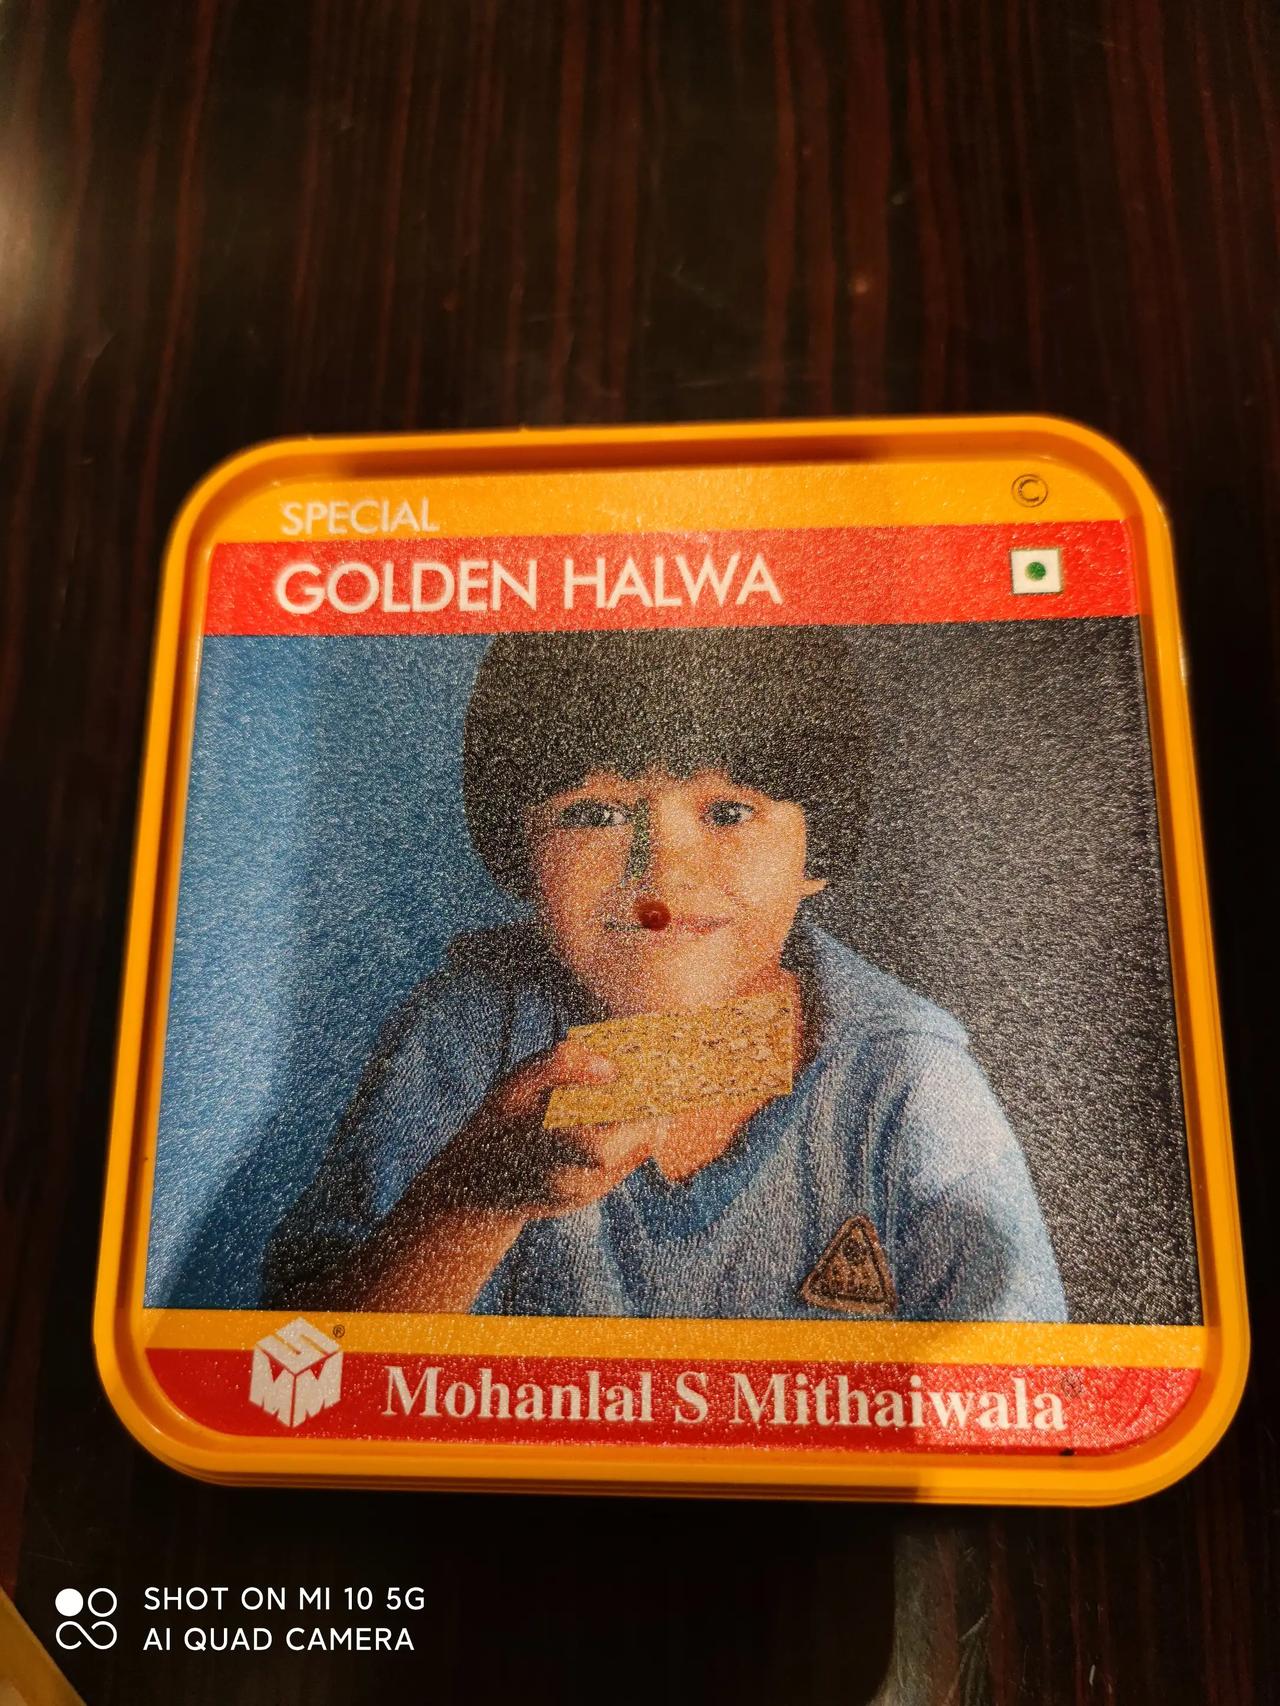 SPECIAL
©
GOLDEN HALWA
®
Mohanlal S Mithaiwala®
SHOT ON MI 10 5G
AI QUAD CAMERA